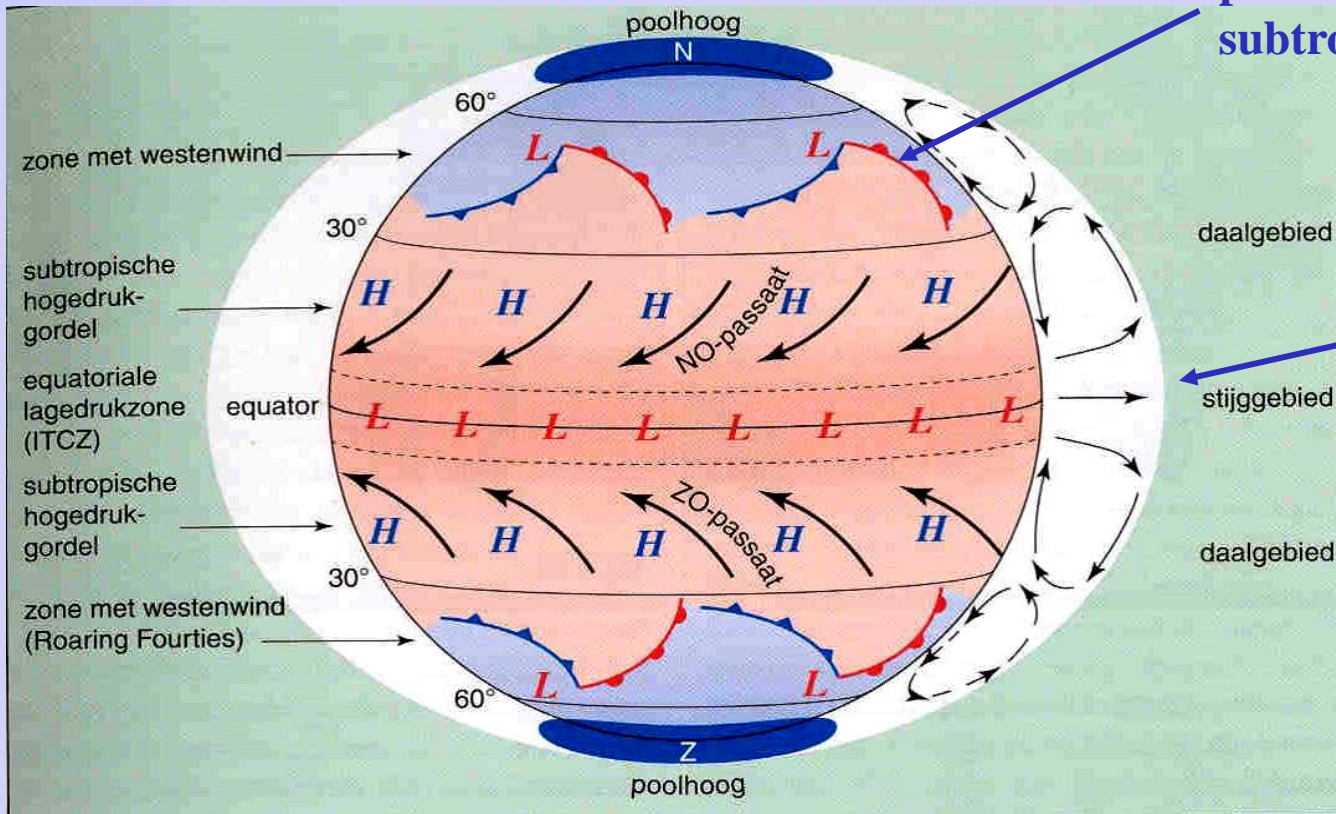 poolhoog
N
subtro
60°
zone met westenwind
L
L
30°
daalgebied
subtropische
hogedruk-
gordel
H
H
H
H
H
NO-passaat
equatoriale
lagedrukzone
(ITCZ)
equator
L
L
L
L
L
L
L
L
stijggebied
subtropische
hogedruk-
gordel
ZO-passaat
H
H
H
H
H
daalgebied
30°
zone met westenwind
(Roaring Fourties)
L
L
60°
Z
poolhoog